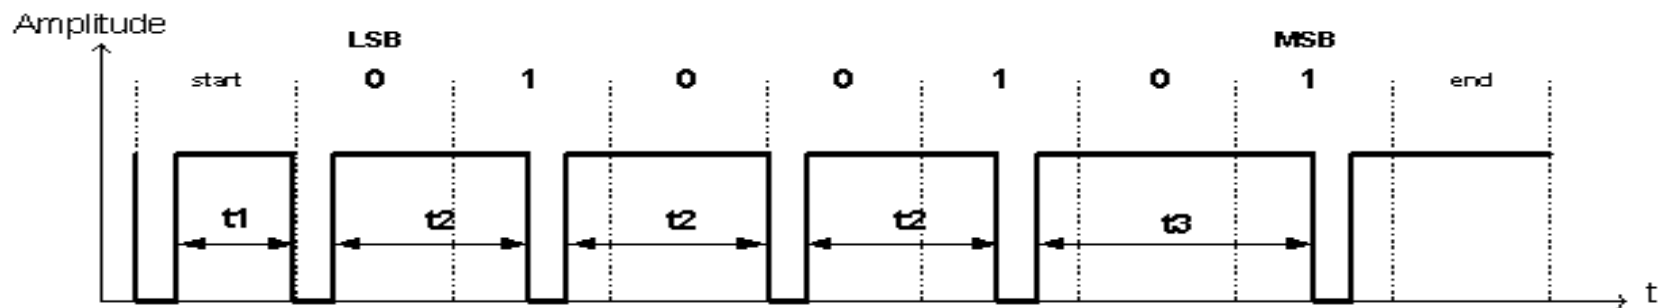 Amplitude
LSB MSB
start 0 1 0 0 1 0 1 end
t1 t2 t2 t2 t3
t